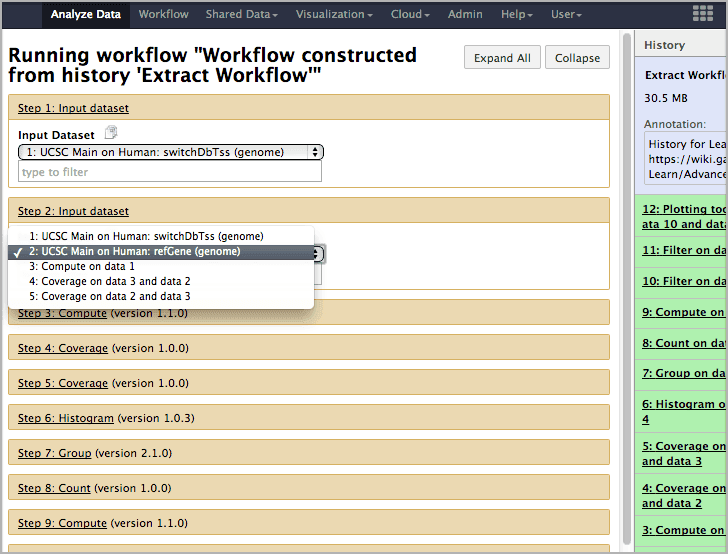 Analyze Data Workflow Shared Data Visualization Cloud Admin Help User
Running workflow "Workflow constructed
from history 'Extract Workflow'"
Expand All Collapse
Step 1: Input dataset
Input Dataset
1: UCSC Main on Human: switchDbTss (genome)
type to filter
Step 2: Input dataset
1: UCSC Main on Human: switchDbTss (genome)
✓ 2: UCSC Main on Human: refGene (genome)
3: Compute on data 1
4: Coverage on data 3 and data 2
5: Coverage on data 2 and data 3
Step 3: Compute (version 1.1.0)
Step 4: Coverage (version 1.0.0)
Step 5: Coverage (version 1.0.0)
Step 6: Histogram (version 1.0.3)
Step 7: Group (version 2.1.0)
Step 8: Count (version 1.0.0)
Step 9: Compute (version 1.1.0)
History
Extract Workf
30.5 MB
Annotation:
History for Lea
https://wiki.ga
Learn/Advance
12: Plotting too
ata 10 and data
11: Filter on da
10: Filter on da
9: Compute on
8: Count on dat
7: Group on da
6: Histogram o
4
5: Coverage on
and data 3
4: Coverage on
and data 2
3: Compute on